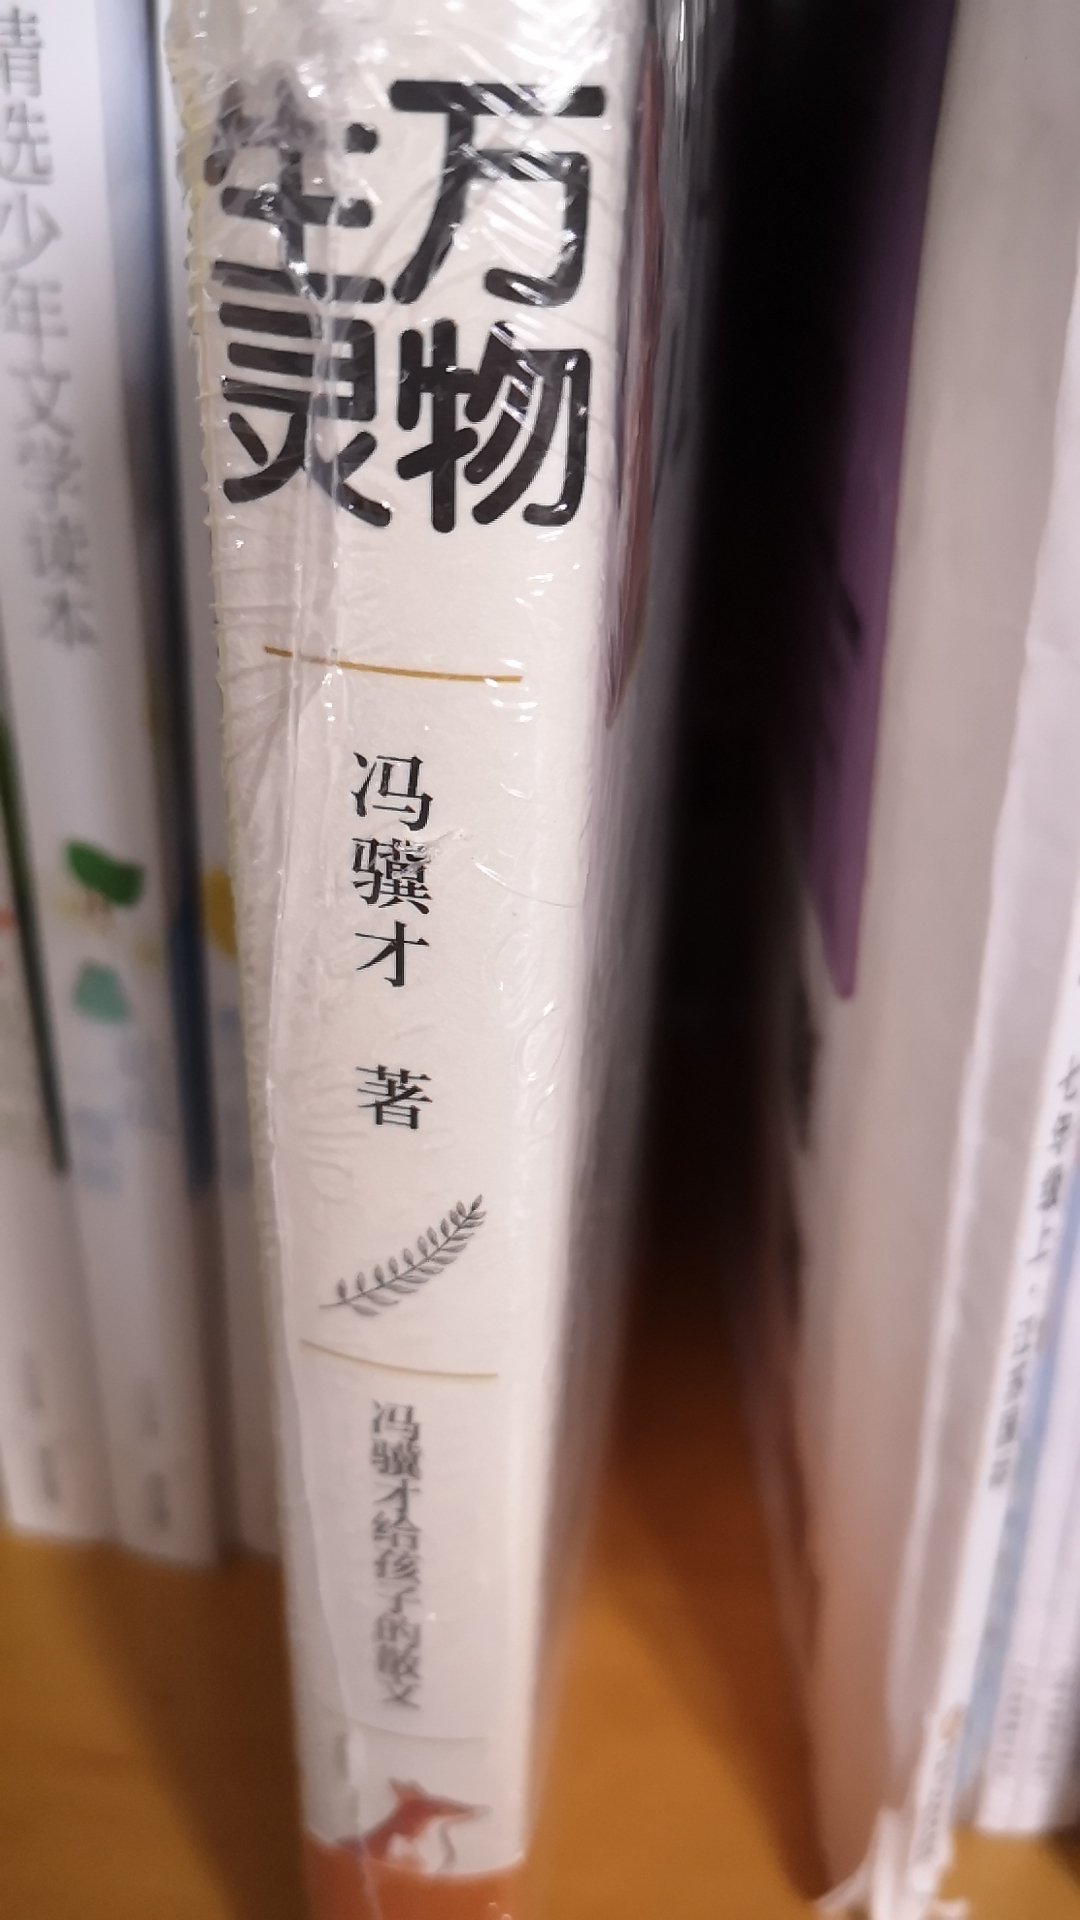 万物
生灵
冯骥才 著
冯骥才给孩子的散文
精选少年文学读本